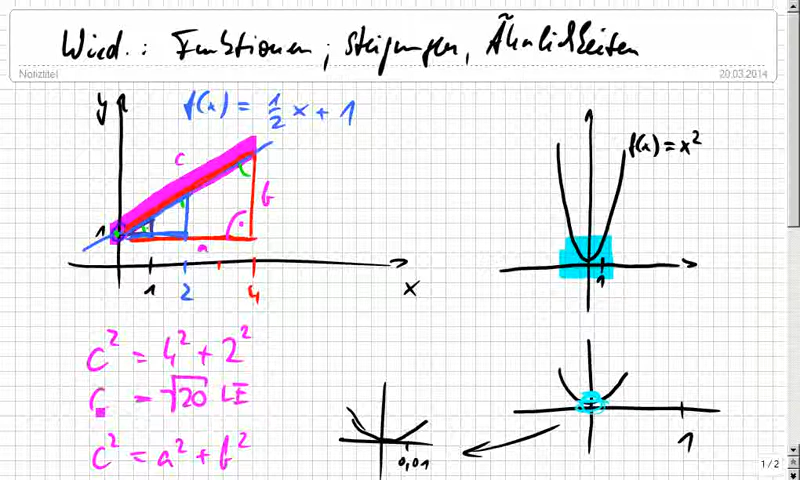 Wied.: Funktionen; Steigungen, Ähnlichkeiten
Notiztitel
20.03.2014
y
f(x) = 1/2 x + 1
c
b
1
a
1
2
4
x
f(x) = x²
1
c² = 4² + 2²
c = √20 LE
c² = a² + b²
0,01
1
1/2